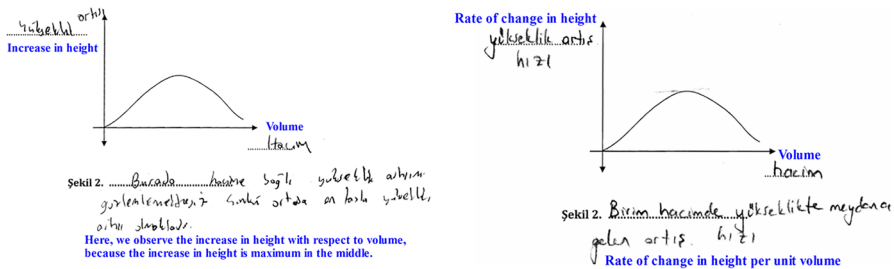 Yükseklik artışı
Increase in height
Volume
Hacim
Şekil 2. Burada hacime bağlı yükseklik artışını
gözlemlemekteyiz çünkü ortada en fazla yükseklik
artışı olmaktadır.
Here, we observe the increase in height with respect to volume,
because the increase in height is maximum in the middle.
Rate of change in height
yükseklik artış
hızı
Volume
hacim
Şekil 2. Birim hacimde yükseklikte meydana
gelen artış hızı
Rate of change in height per unit volume